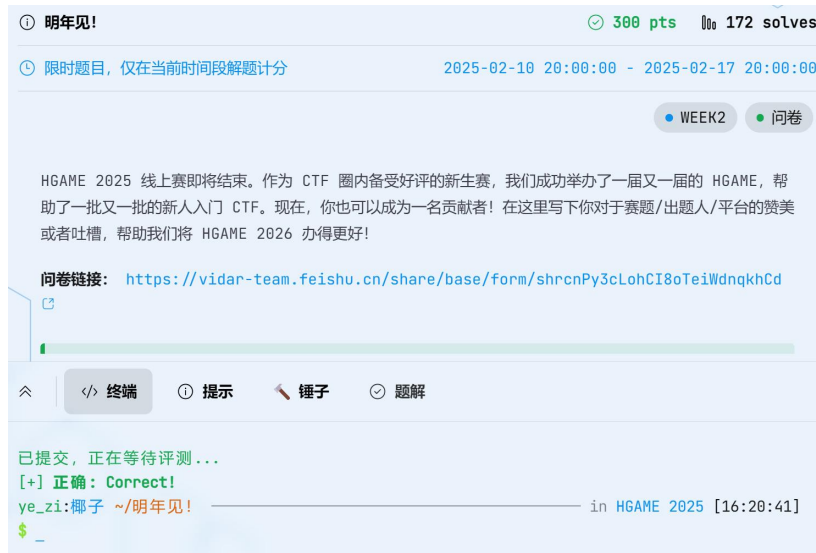 明年见! 300 pts 172 solves
限时题目，仅在当前时间段解题计分 2025-02-10 20:00:00 - 2025-02-17 20:00:00
WEEK2 问卷
HGAME 2025 线上赛即将结束。作为 CTF 圈内备受好评的新生赛，我们成功举办了一届又一届的 HGAME，帮
助了一批又一批的新人入门 CTF。现在，你也可以成为一名贡献者！在这里写下你对于赛题/出题人/平台的赞美
或者吐槽，帮助我们将 HGAME 2026 办得更好！
问卷链接： https://vidar-team.feishu.cn/share/base/form/shrcnPy3cLohCI8oTeiWdnqkhCd
</> 终端 提示 锤子 题解
已提交，正在等待评测...
[+] 正确: Correct!
ye_zi:椰子 ~/明年见! in HGAME 2025 [16:20:41]
$ _